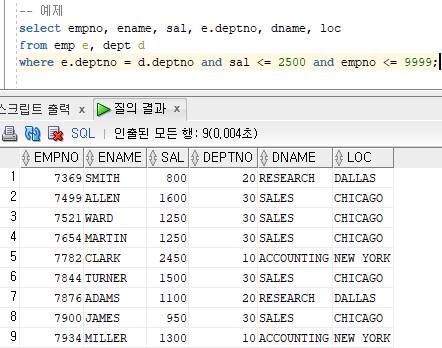 -- 예제
select empno, ename, sal, e.deptno, dname, loc
from emp e, dept d
where e.deptno = d.deptno and sal <= 2500 and empno <= 9999;
스크립트 출력 x 질의 결과 x
SQL | 인출된 모든 행: 9(0,004초)
EMPNO ENAME SAL DEPTNO DNAME LOC
1 7369 SMITH 800 20 RESEARCH DALLAS
2 7499 ALLEN 1600 30 SALES CHICAGO
3 7521 WARD 1250 30 SALES CHICAGO
4 7654 MARTIN 1250 30 SALES CHICAGO
5 7782 CLARK 2450 10 ACCOUNTING NEW YORK
6 7844 TURNER 1500 30 SALES CHICAGO
7 7876 ADAMS 1100 20 RESEARCH DALLAS
8 7900 JAMES 950 30 SALES CHICAGO
9 7934 MILLER 1300 10 ACCOUNTING NEW YORK